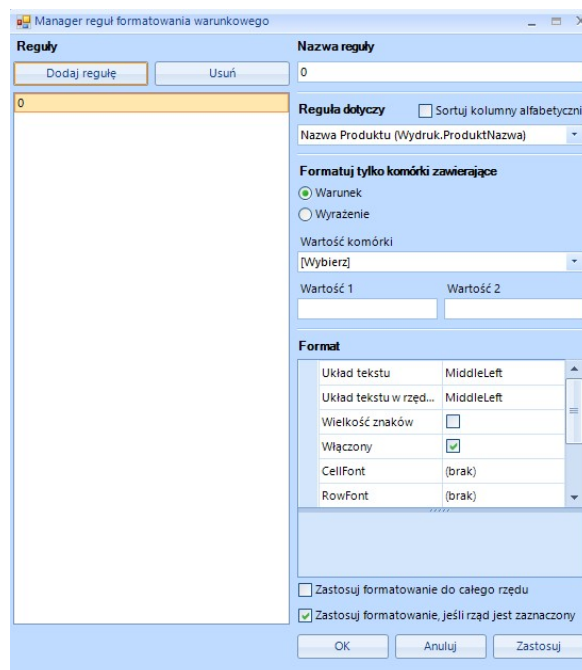 Manager reguł formatowania warunkowego
Reguły
Dodaj regułę
Usuń
0
Nazwa reguły
0
Reguła dotyczy
Sortuj kolumny alfabetyczni
Nazwa Produktu (Wydruk.ProduktNazwa)
Formatuj tylko komórki zawierające
Warunek
Wyrażenie
Wartość komórki
[Wybierz]
Wartość 1 Wartość 2
Format
Układ tekstu MiddleLeft
Układ tekstu w rzęd... MiddleLeft
Wielkość znaków
Włączony
CellFont (brak)
RowFont (brak)
Zastosuj formatowanie do całego rzędu
Zastosuj formatowanie, jeśli rząd jest zaznaczony
OK Anuluj Zastosuj